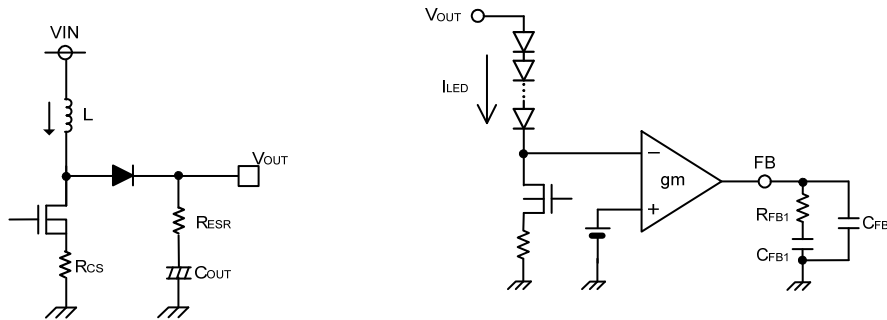 VIN
L
VOUT
RESR
RCS
COUT
VOUT
ILED
−
gm
+
FB
RFB1
CFB1
CFB